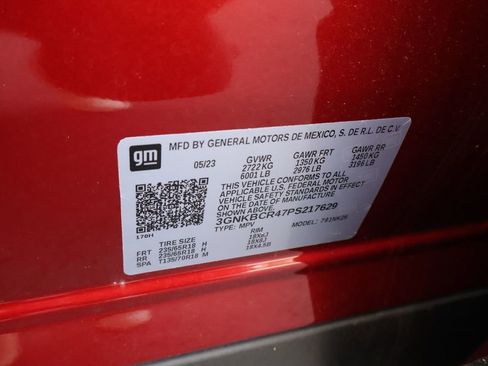 gm
MFD BY GENERAL MOTORS DE MEXICO, S. DE R.L. DE C.V.
05/23 GVWR GAWR FRT GAWR RR
2722 KG 1350 KG 1450 KG
6001 LB 2976 LB 3196 LB
THIS VEHICLE CONFORMS TO ALL
APPLICABLE U.S. FEDERAL MOTOR
VEHICLE SAFETY STANDARDS IN EFFECT
ON THE DATE OF MANUFACTURE SHOWN ABOVE.
3GNKBCR47PS217629
TYPE: MPV MODEL:
170H
TIRE SIZE RIM
FRT 235/65R18 H 18X8J
RR 235/65R18 H 18X8J
SPA T135/70R18 M 18X4.5B